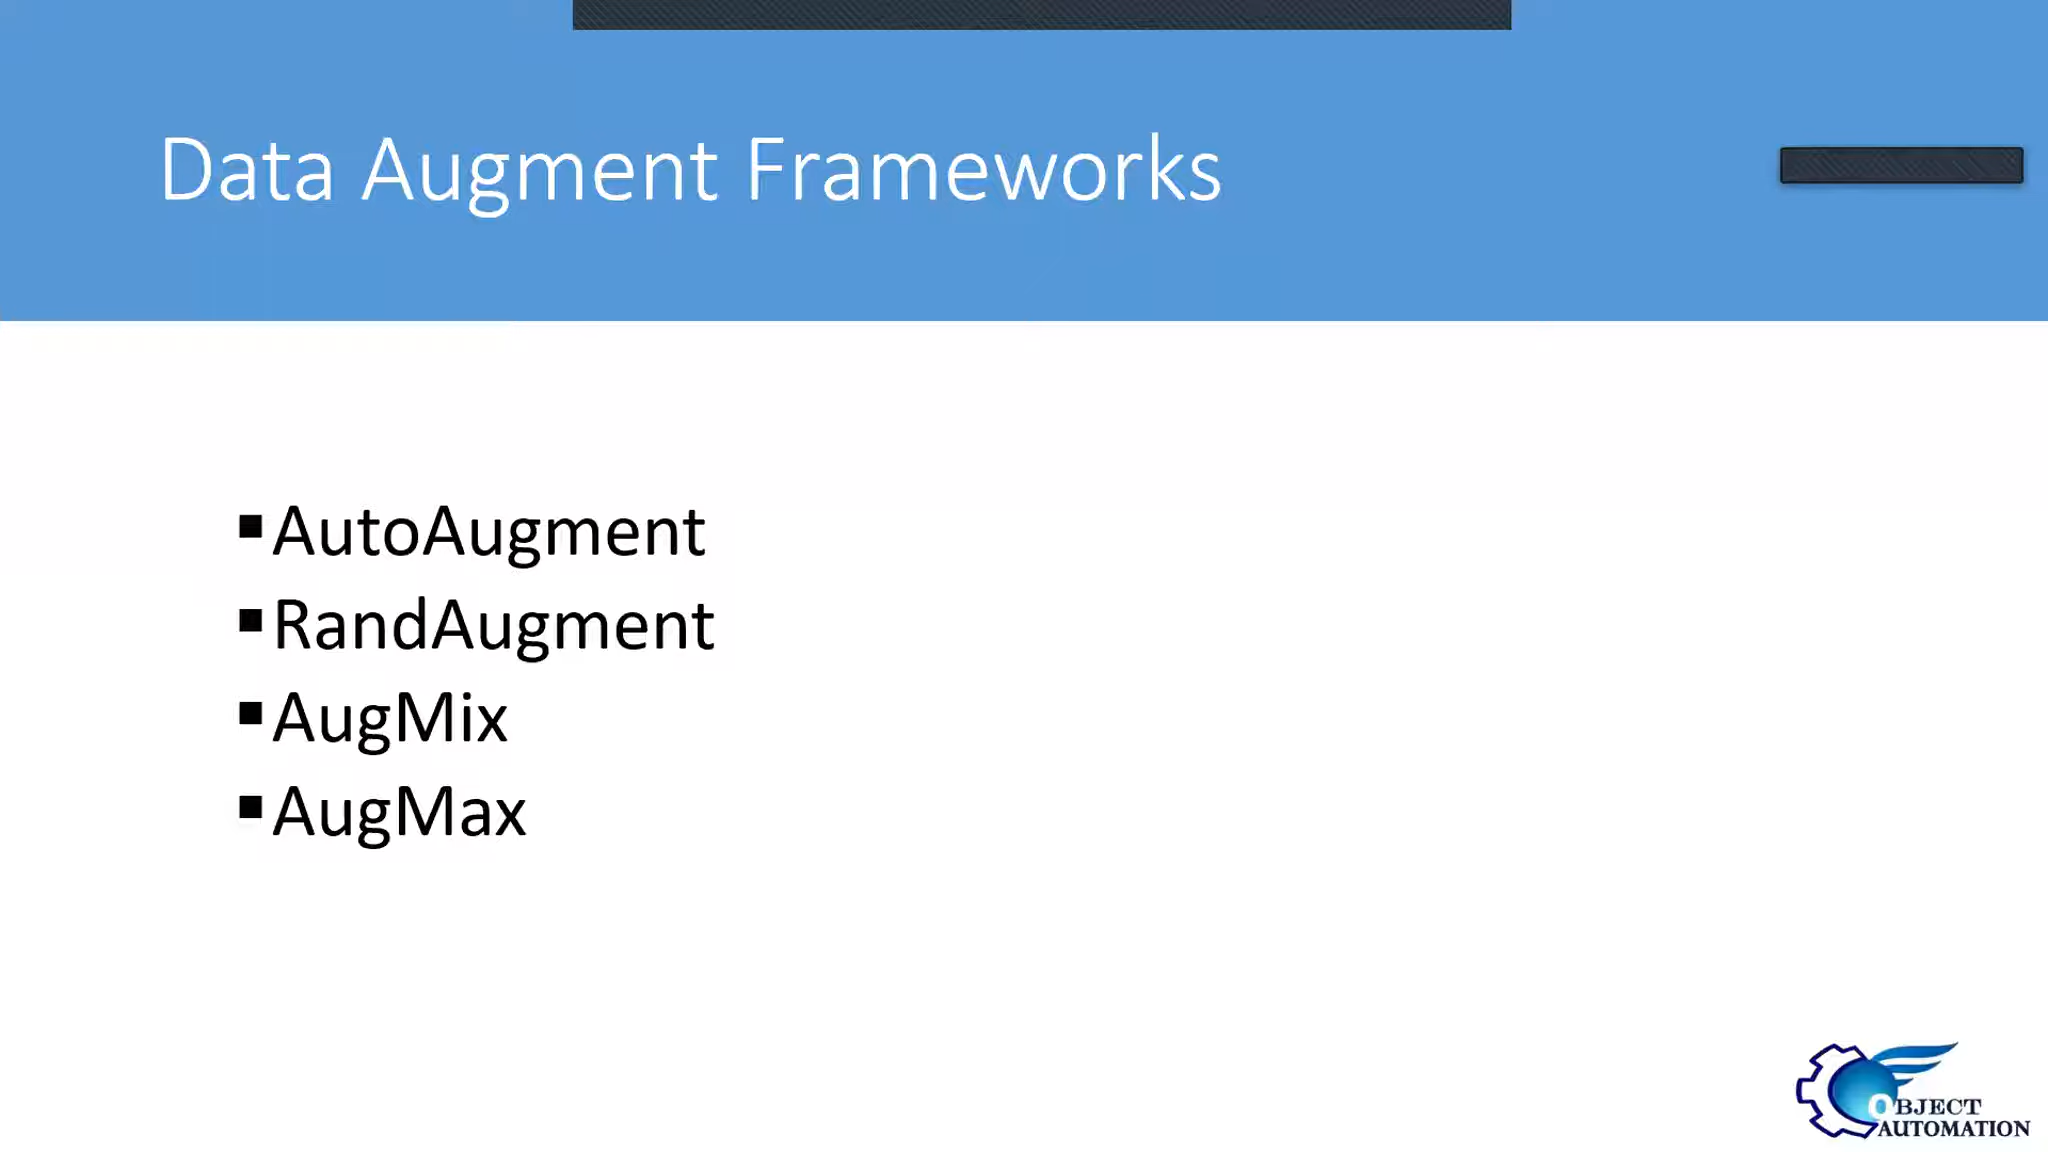 Data Augment Frameworks
▪AutoAugment
▪RandAugment
▪AugMix
▪AugMax
OBJECT
AUTOMATION